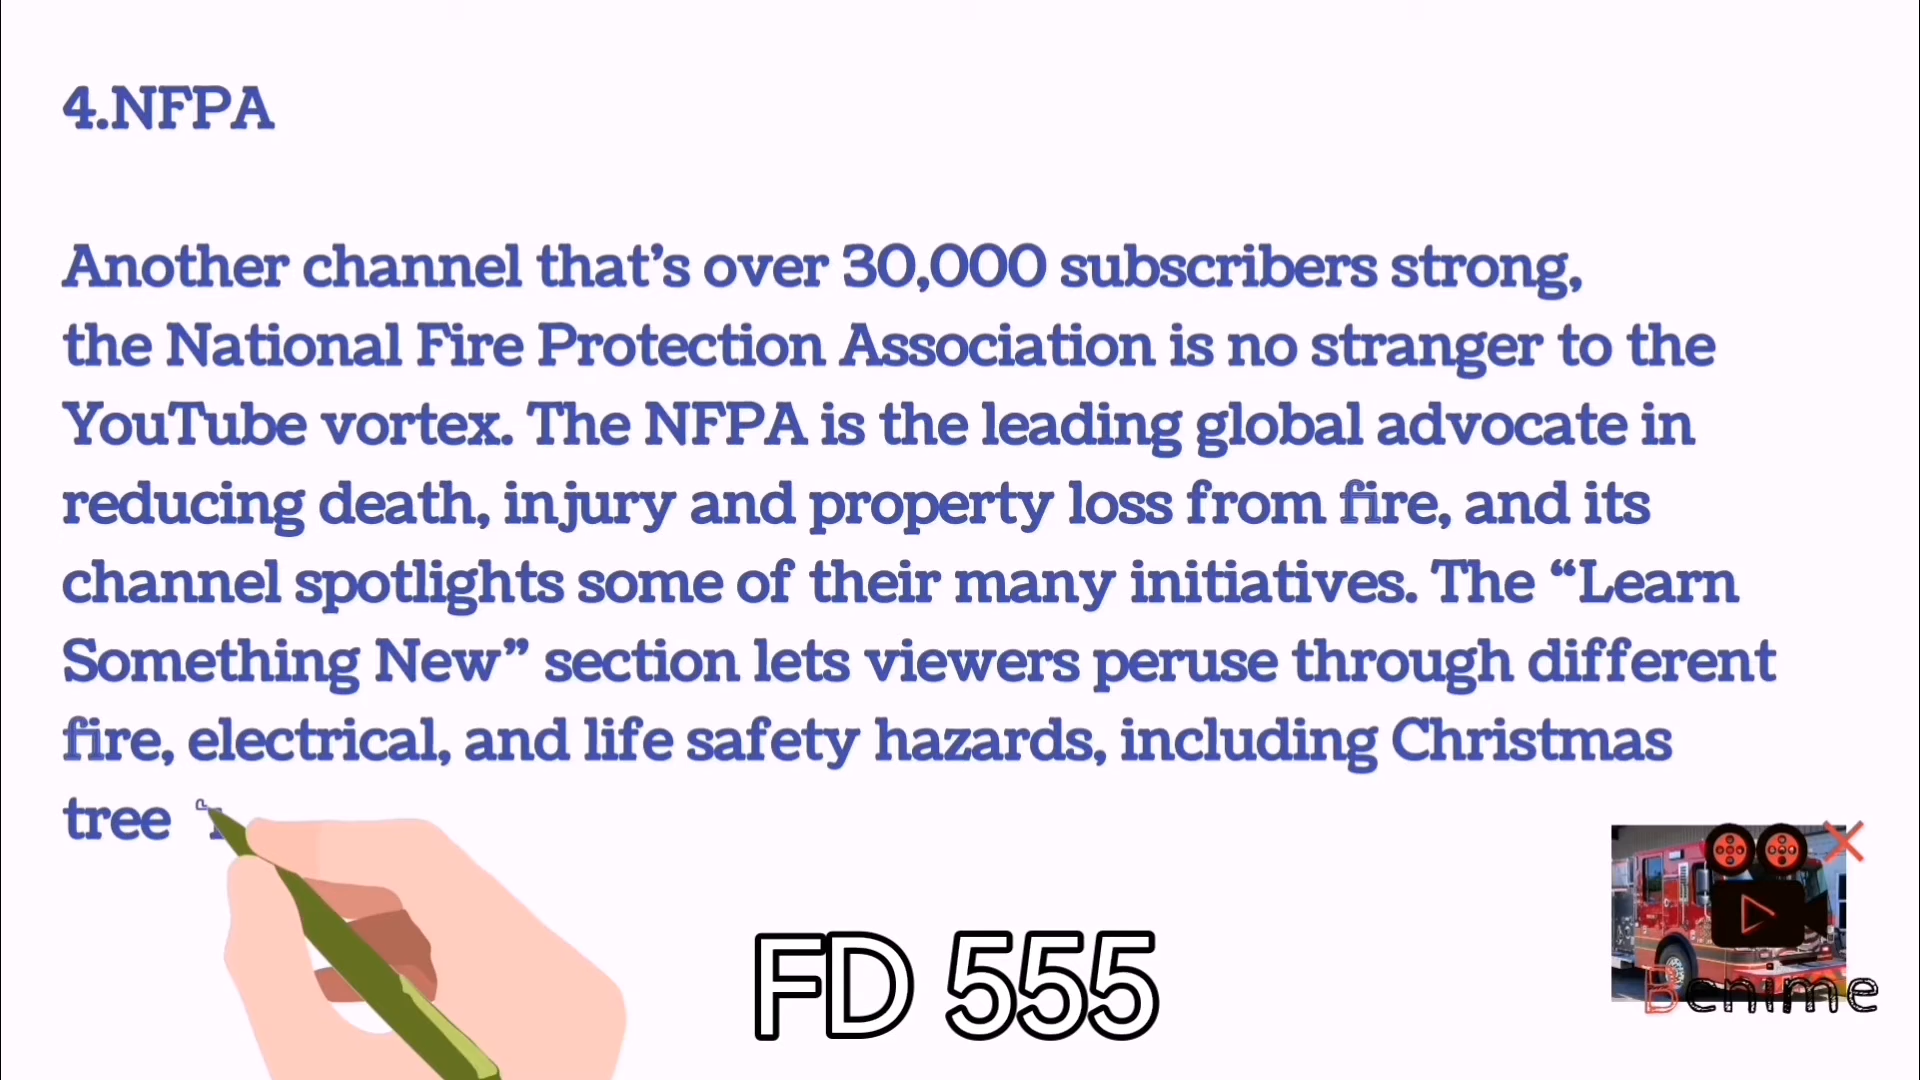 4.NFPA
Another channel that’s over 30,000 subscribers strong,
the National Fire Protection Association is no stranger to the
YouTube vortex. The NFPA is the leading global advocate in
reducing death, injury and property loss from fire, and its
channel spotlights some of their many initiatives. The “Learn
Something New” section lets viewers peruse through different
fire, electrical, and life safety hazards, including Christmas
tree
FD 555
Benime